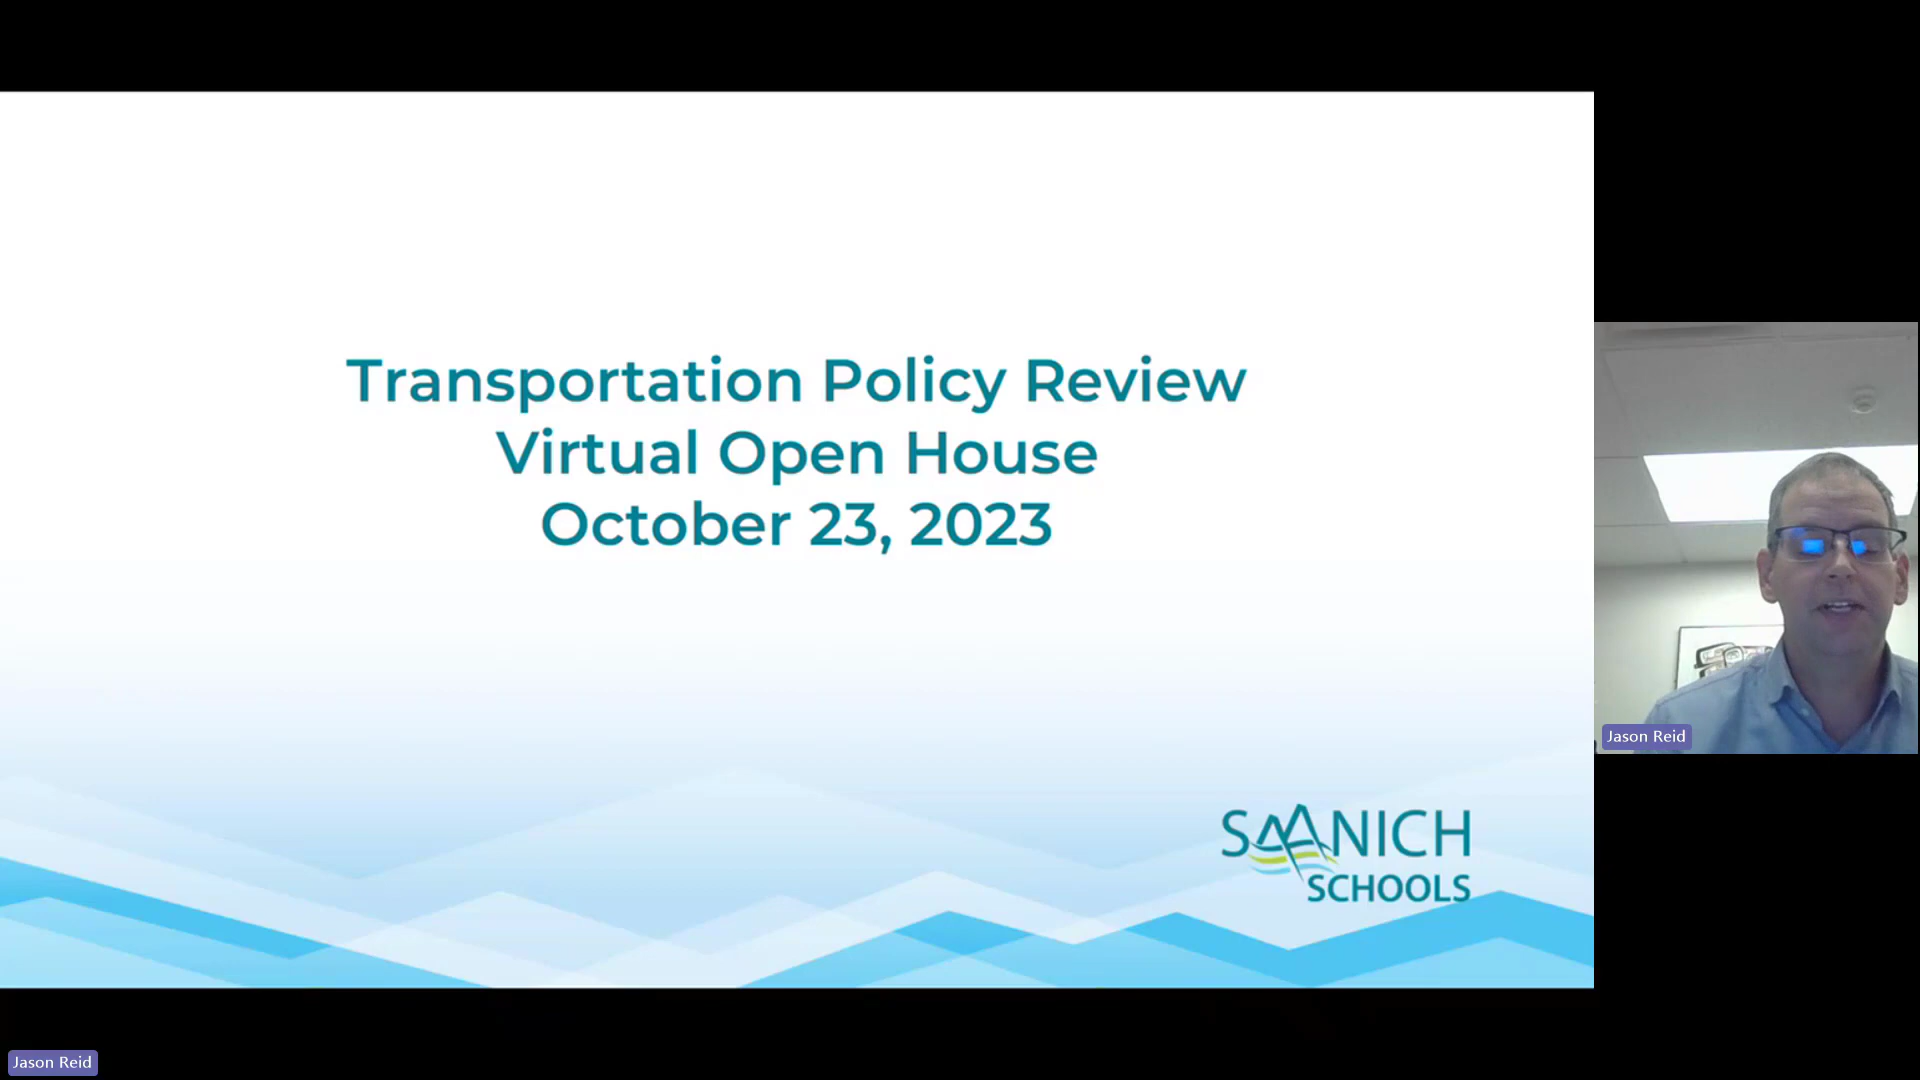 Transportation Policy Review
Virtual Open House
October 23, 2023
SAANICH
SCHOOLS
Jason Reid
Jason Reid